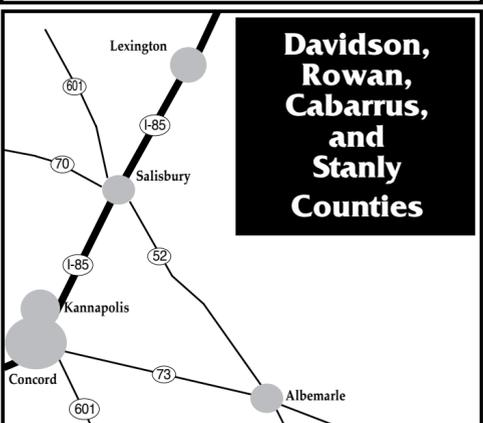 Davidson,
Rowan,
Cabarrus,
and
Stanly
Counties
Lexington
601
I-85
70
Salisbury
I-85
52
Kannapolis
73
Concord
601
Albemarle